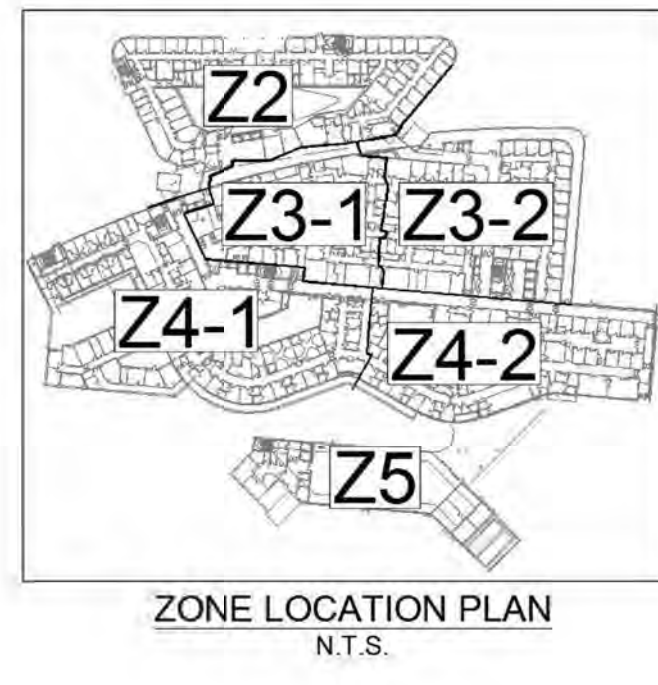 Z2
Z3-1
Z3-2
Z4-1
Z4-2
Z5
ZONE LOCATION PLAN
N.T.S.